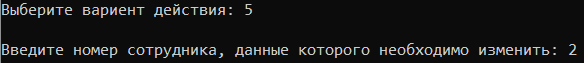 Выберите вариант действия: 5
Введите номер сотрудника, данные которого необходимо изменить: 2